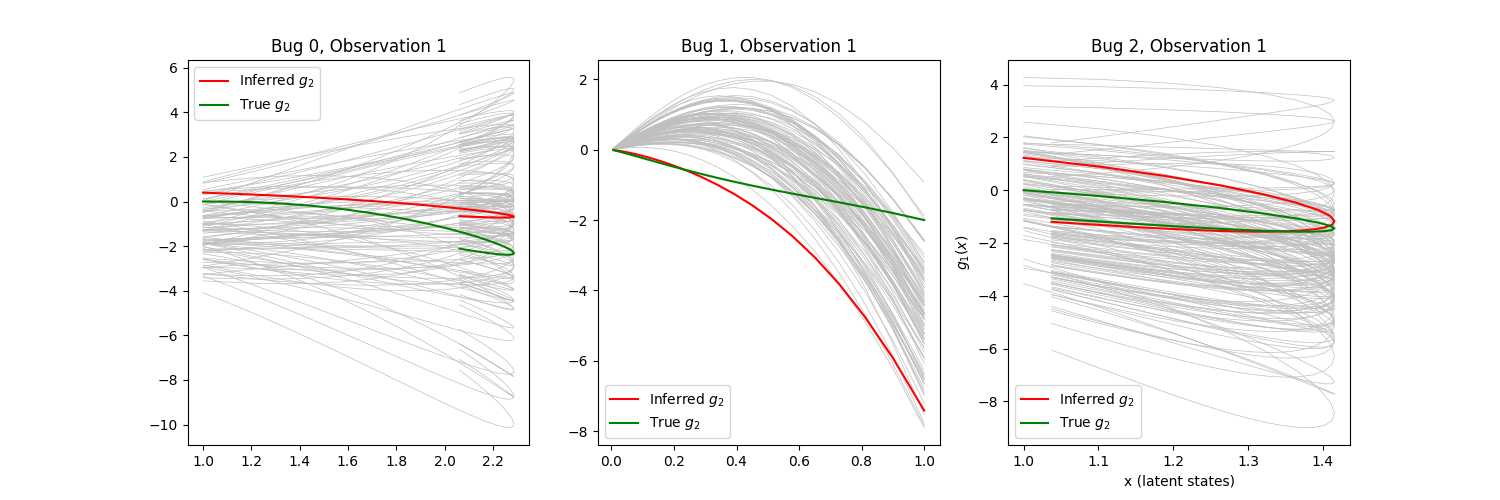 Bug 0, Observation 1
Inferred g₂
True g₂
6
4
2
0
−2
−4
−6
−8
−10
1.0 1.2 1.4 1.6 1.8 2.0 2.2
Bug 1, Observation 1
2
0
−2
−4
−6
−8
Inferred g₂
True g₂
0.0 0.2 0.4 0.6 0.8 1.0
Bug 2, Observation 1
g₁(x)
4
2
0
−2
−4
−6
−8
Inferred g₂
True g₂
1.0 1.1 1.2 1.3 1.4
x (latent states)